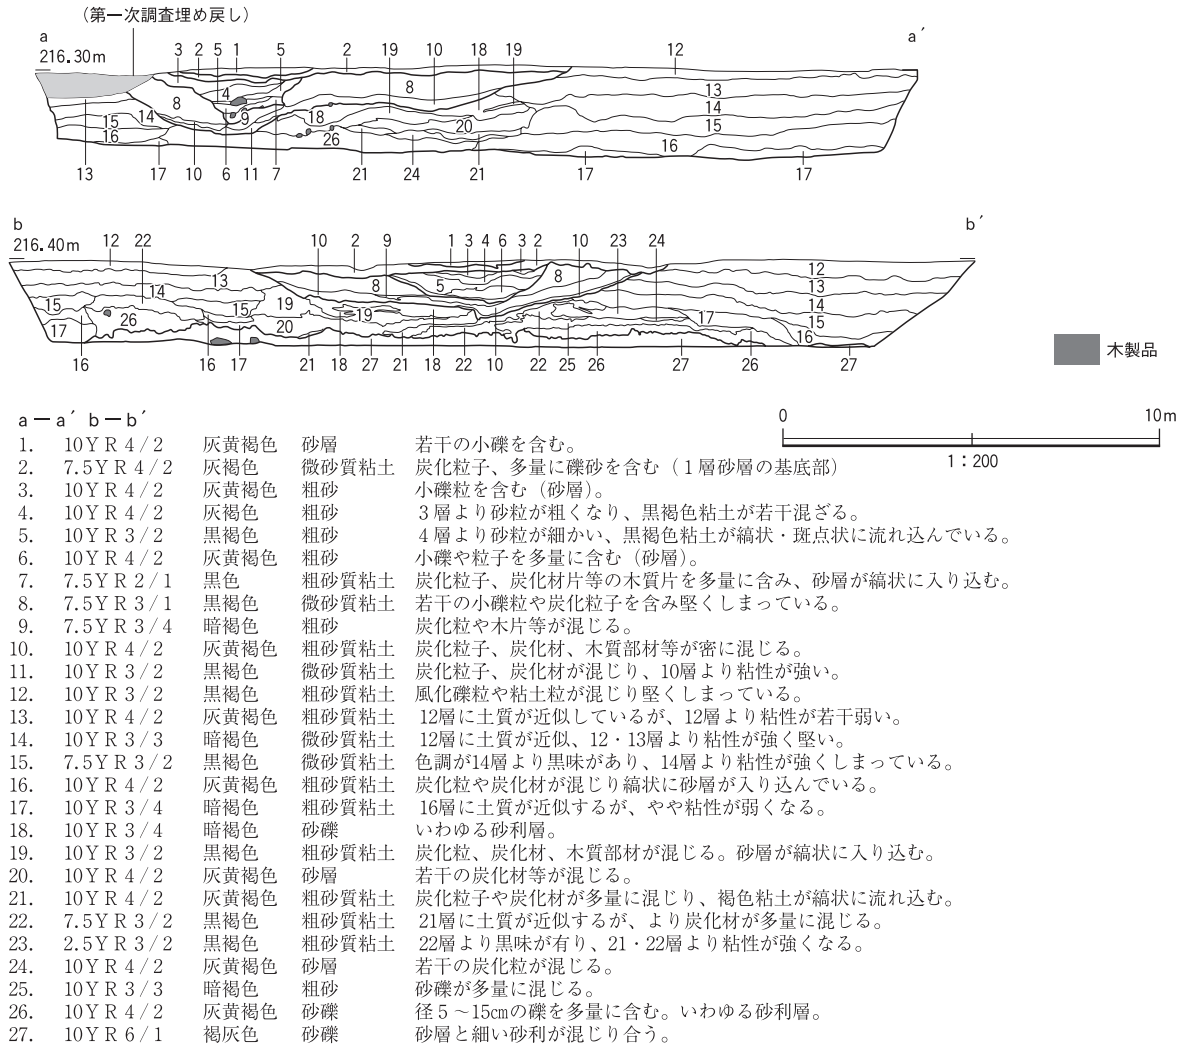 (第一次調査埋め戻し)
a
a′
216.30m
3 2 5 1 5 2 19 10 18 19 12
8 4 8 13
14 9 18 14
15 20 15
16 26 16
13 17 10 6 11 7 21 24 21 17 17
b
b′
216.40m
12 22 10 2 9 1 3 4 6 3 2 10 23 24
13 8 5 8 12
14 13
15 15 19 19 17 14
26 15
17 20 16
16 16 17 21 18 27 21 18 22 10 22 25 26 27 26 27
木製品
0 10m
1:200
a―a′ b―b′
1. 10YR4/2 灰黄褐色 砂層 若干の小礫を含む。
2. 7.5YR4/2 灰褐色 微砂質粘土 炭化粒子、多量に礫砂を含む(1層砂層の基底部)
3. 10YR4/2 灰黄褐色 粗砂 小礫粒を含む(砂層)。
4. 10YR4/2 灰褐色 粗砂 3層より砂粒が粗くなり、黒褐色粘土が若干混ざる。
5. 10YR3/2 黒褐色 粗砂 4層より砂粒が細かい、黒褐色粘土が縞状・斑点状に流れ込んでいる。
6. 10YR4/2 灰黄褐色 粗砂 小礫や粒子を多量に含む(砂層)。
7. 7.5YR2/1 黒色 粗砂質粘土 炭化粒子、炭化材片等の木質片を多量に含み、砂層が縞状に入り込む。
8. 7.5YR3/1 黒褐色 微砂質粘土 若干の小礫粒や炭化粒子を含み堅くしまっている。
9. 7.5YR3/4 暗褐色 粗砂 炭化粒や木片等が混じる。
10. 10YR4/2 灰黄褐色 粗砂質粘土 炭化粒子、炭化材、木質部材等が密に混じる。
11. 10YR3/2 黒褐色 微砂質粘土 炭化粒子、炭化材が混じり、10層より粘性が強い。
12. 10YR3/2 黒褐色 粗砂質粘土 風化礫粒や粘土粒が混じり堅くしまっている。
13. 10YR4/2 灰黄褐色 粗砂質粘土 12層に土質が近似しているが、12層より粘性が若干弱い。
14. 10YR3/3 暗褐色 微砂質粘土 12層に土質が近似、12・13層より粘性が強く堅い。
15. 7.5YR3/2 黒褐色 微砂質粘土 色調が14層より黒味があり、14層より粘性が強くしまっている。
16. 10YR4/2 灰黄褐色 粗砂質粘土 炭化粒や炭化材が混じり縞状に砂層が入り込んでいる。
17. 10YR3/4 暗褐色 粗砂質粘土 16層に土質が近似するが、やや粘性が弱くなる。
18. 10YR3/4 暗褐色 砂礫 いわゆる砂利層。
19. 10YR3/2 黒褐色 粗砂質粘土 炭化粒、炭化材、木質部材が混じる。砂層が縞状に入り込む。
20. 10YR4/2 灰黄褐色 砂層 若干の炭化材等が混じる。
21. 10YR4/2 灰黄褐色 粗砂質粘土 炭化粒子や炭化材が多量に混じり、褐色粘土が縞状に流れ込む。
22. 7.5YR3/2 黒褐色 粗砂質粘土 21層に土質が近似するが、より炭化材が多量に混じる。
23. 2.5YR3/2 黒褐色 粗砂質粘土 22層より黒味が有り、21・22層より粘性が強くなる。
24. 10YR4/2 灰黄褐色 砂層 若干の炭化粒が混じる。
25. 10YR3/3 暗褐色 粗砂 砂礫が多量に混じる。
26. 10YR4/2 灰黄褐色 砂礫 径5~15㎝の礫を多量に含む。いわゆる砂利層。
27. 10YR6/1 褐灰色 砂礫 砂層と細い砂利が混じり合う。